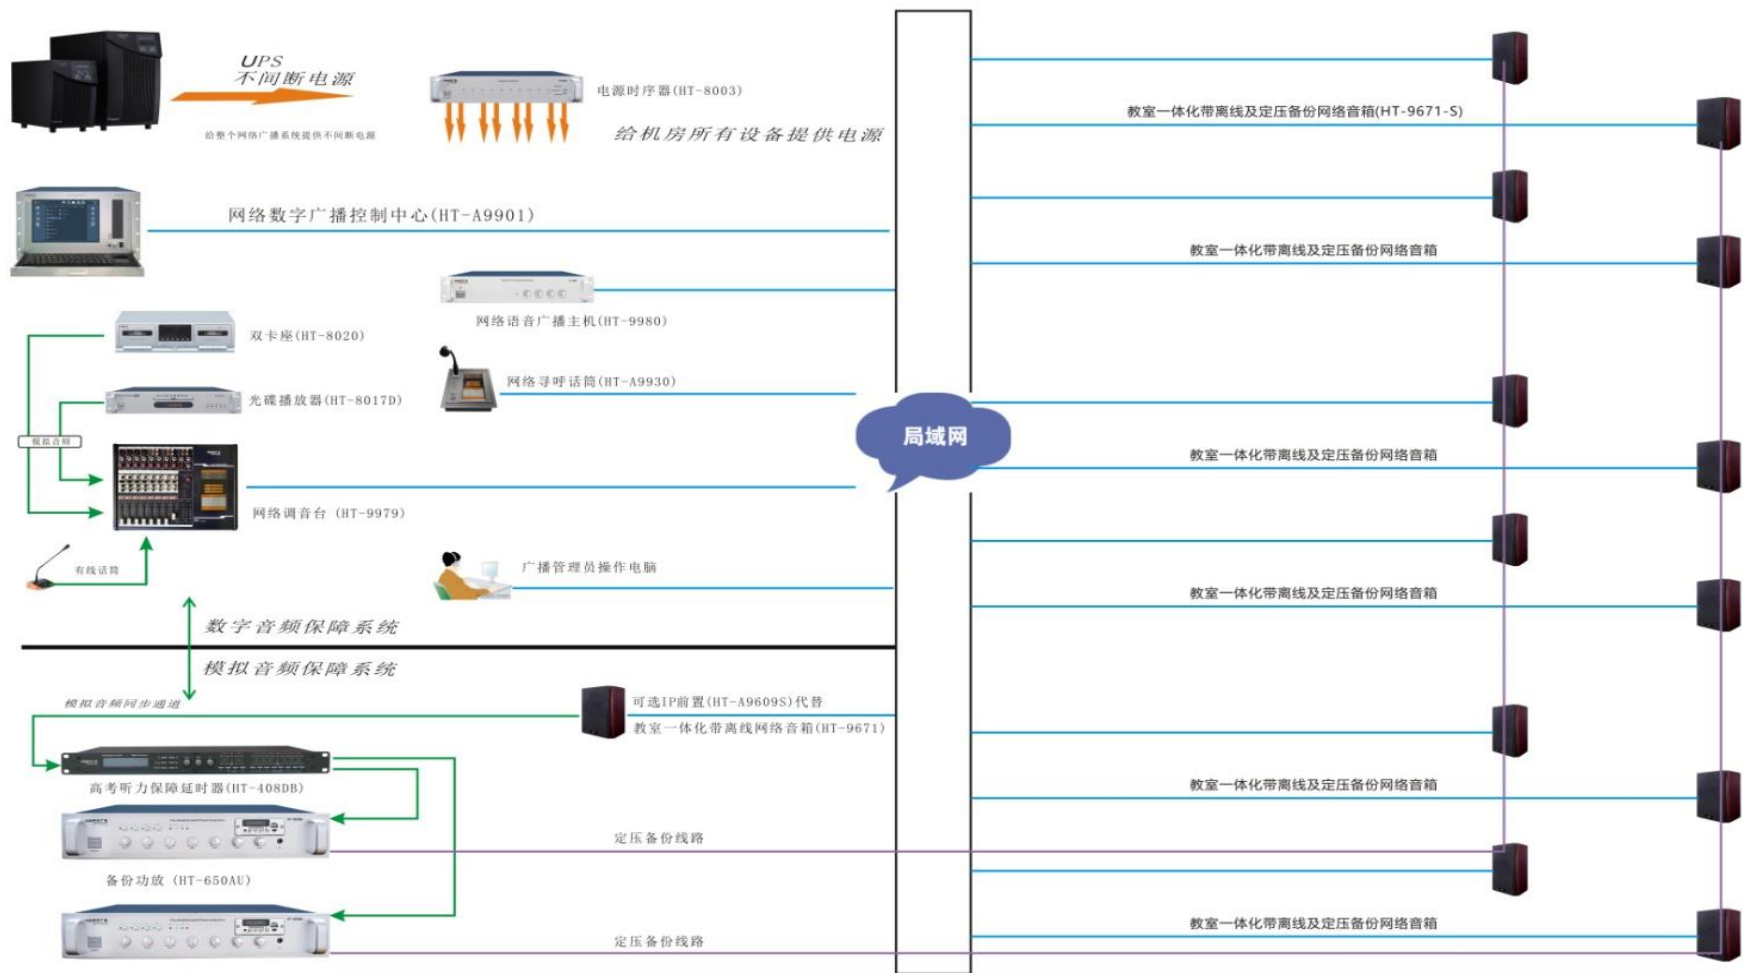 UPS
不间断电源
给整个网络广播系统提供不间断电源
电源时序器(HT-8003)
给机房所有设备提供电源
网络数字广播控制中心(HT-A9901)
网络语音广播主机(HT-9980)
双卡座(HT-8020)
网络寻呼话筒(HT-A9930)
光碟播放器(HT-8017D)
模拟音频
网络调音台 (HT-9979)
有线话筒
广播管理员操作电脑
数字音频保障系统
模拟音频保障系统
模拟音频同步通道
可选IP前置(HT-A9609S)代替
教室一体化带离线网络音箱(HT-9671)
高考听力保障延时器(HT-408DB)
定压备份线路
备份功放 (HT-650AU)
定压备份线路
局域网
教室一体化带离线及定压备份网络音箱(HT-9671-S)
教室一体化带离线及定压备份网络音箱
教室一体化带离线及定压备份网络音箱
教室一体化带离线及定压备份网络音箱
教室一体化带离线及定压备份网络音箱
教室一体化带离线及定压备份网络音箱